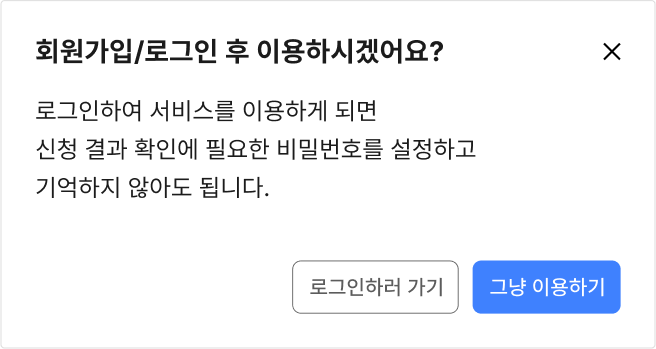 회원가입/로그인 후 이용하시겠어요?
로그인하여 서비스를 이용하게 되면
신청 결과 확인에 필요한 비밀번호를 설정하고
기억하지 않아도 됩니다.
로그인하러 가기
그냥 이용하기